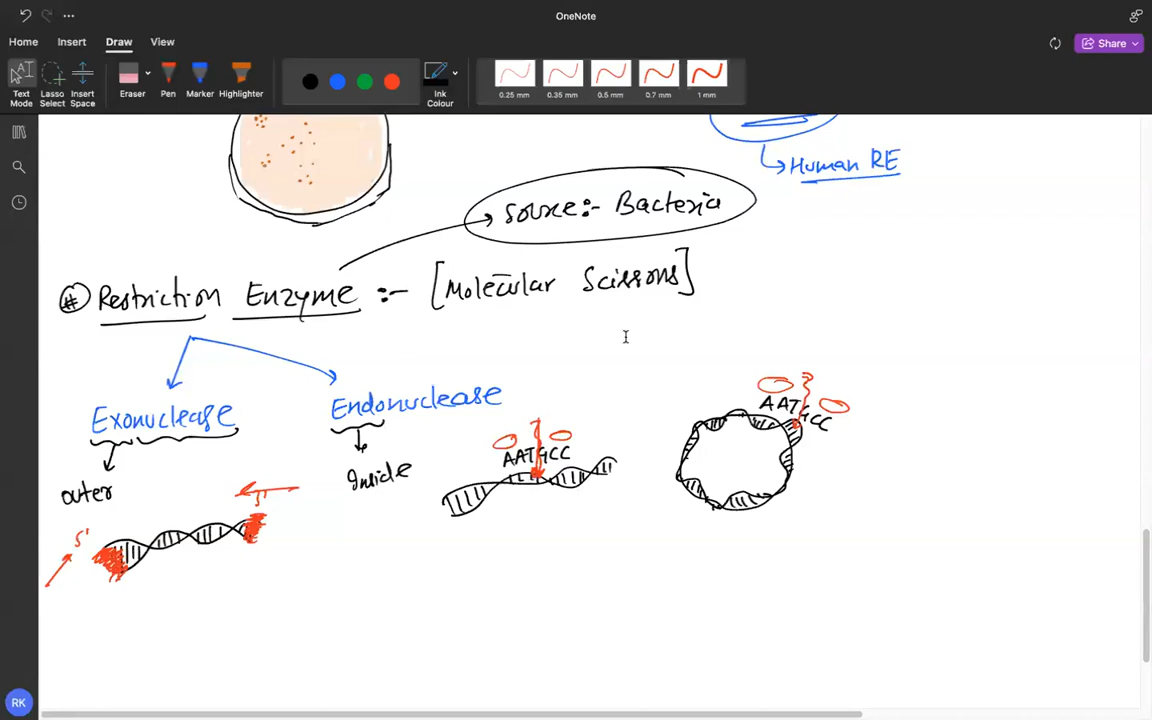 OneNote
Home Insert Draw View
Share
Text Mode
Lasso Select
Insert Space
Eraser
Pen
Marker
Highlighter
Ink Colour
0.25 mm 0.35 mm 0.5 mm 0.7 mm 1 mm
Human RE
Source:- Bacteria
# Restriction Enzyme :- [Molecular Scissors]
Exonuclease
Endonuclease
outer
Inside
5'
5'
AATGCC
AATGCC
RK